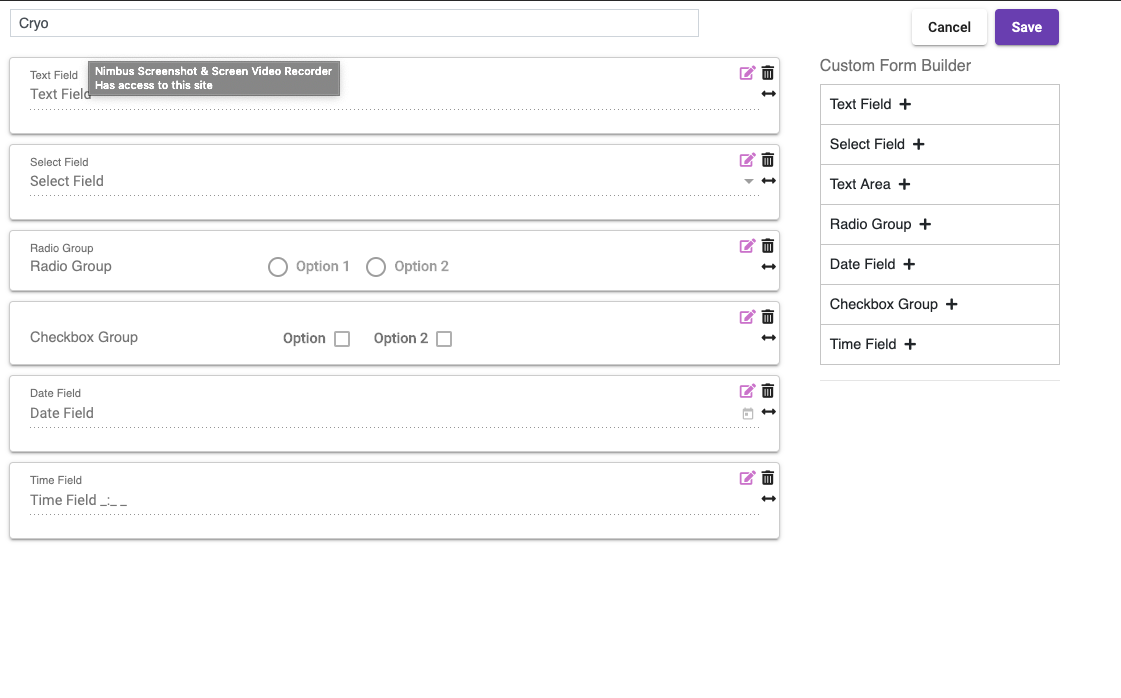 Cryo
Cancel
Save
Custom Form Builder
Text Field
Nimbus Screenshot & Screen Video Recorder
Has access to this site
Text Field
Select Field
Select Field
Radio Group
Radio Group
Option 1
Option 2
Checkbox Group
Option
Option 2
Date Field
Date Field
Time Field
Time Field _:_ _
Text Field +
Select Field +
Text Area +
Radio Group +
Date Field +
Checkbox Group +
Time Field +